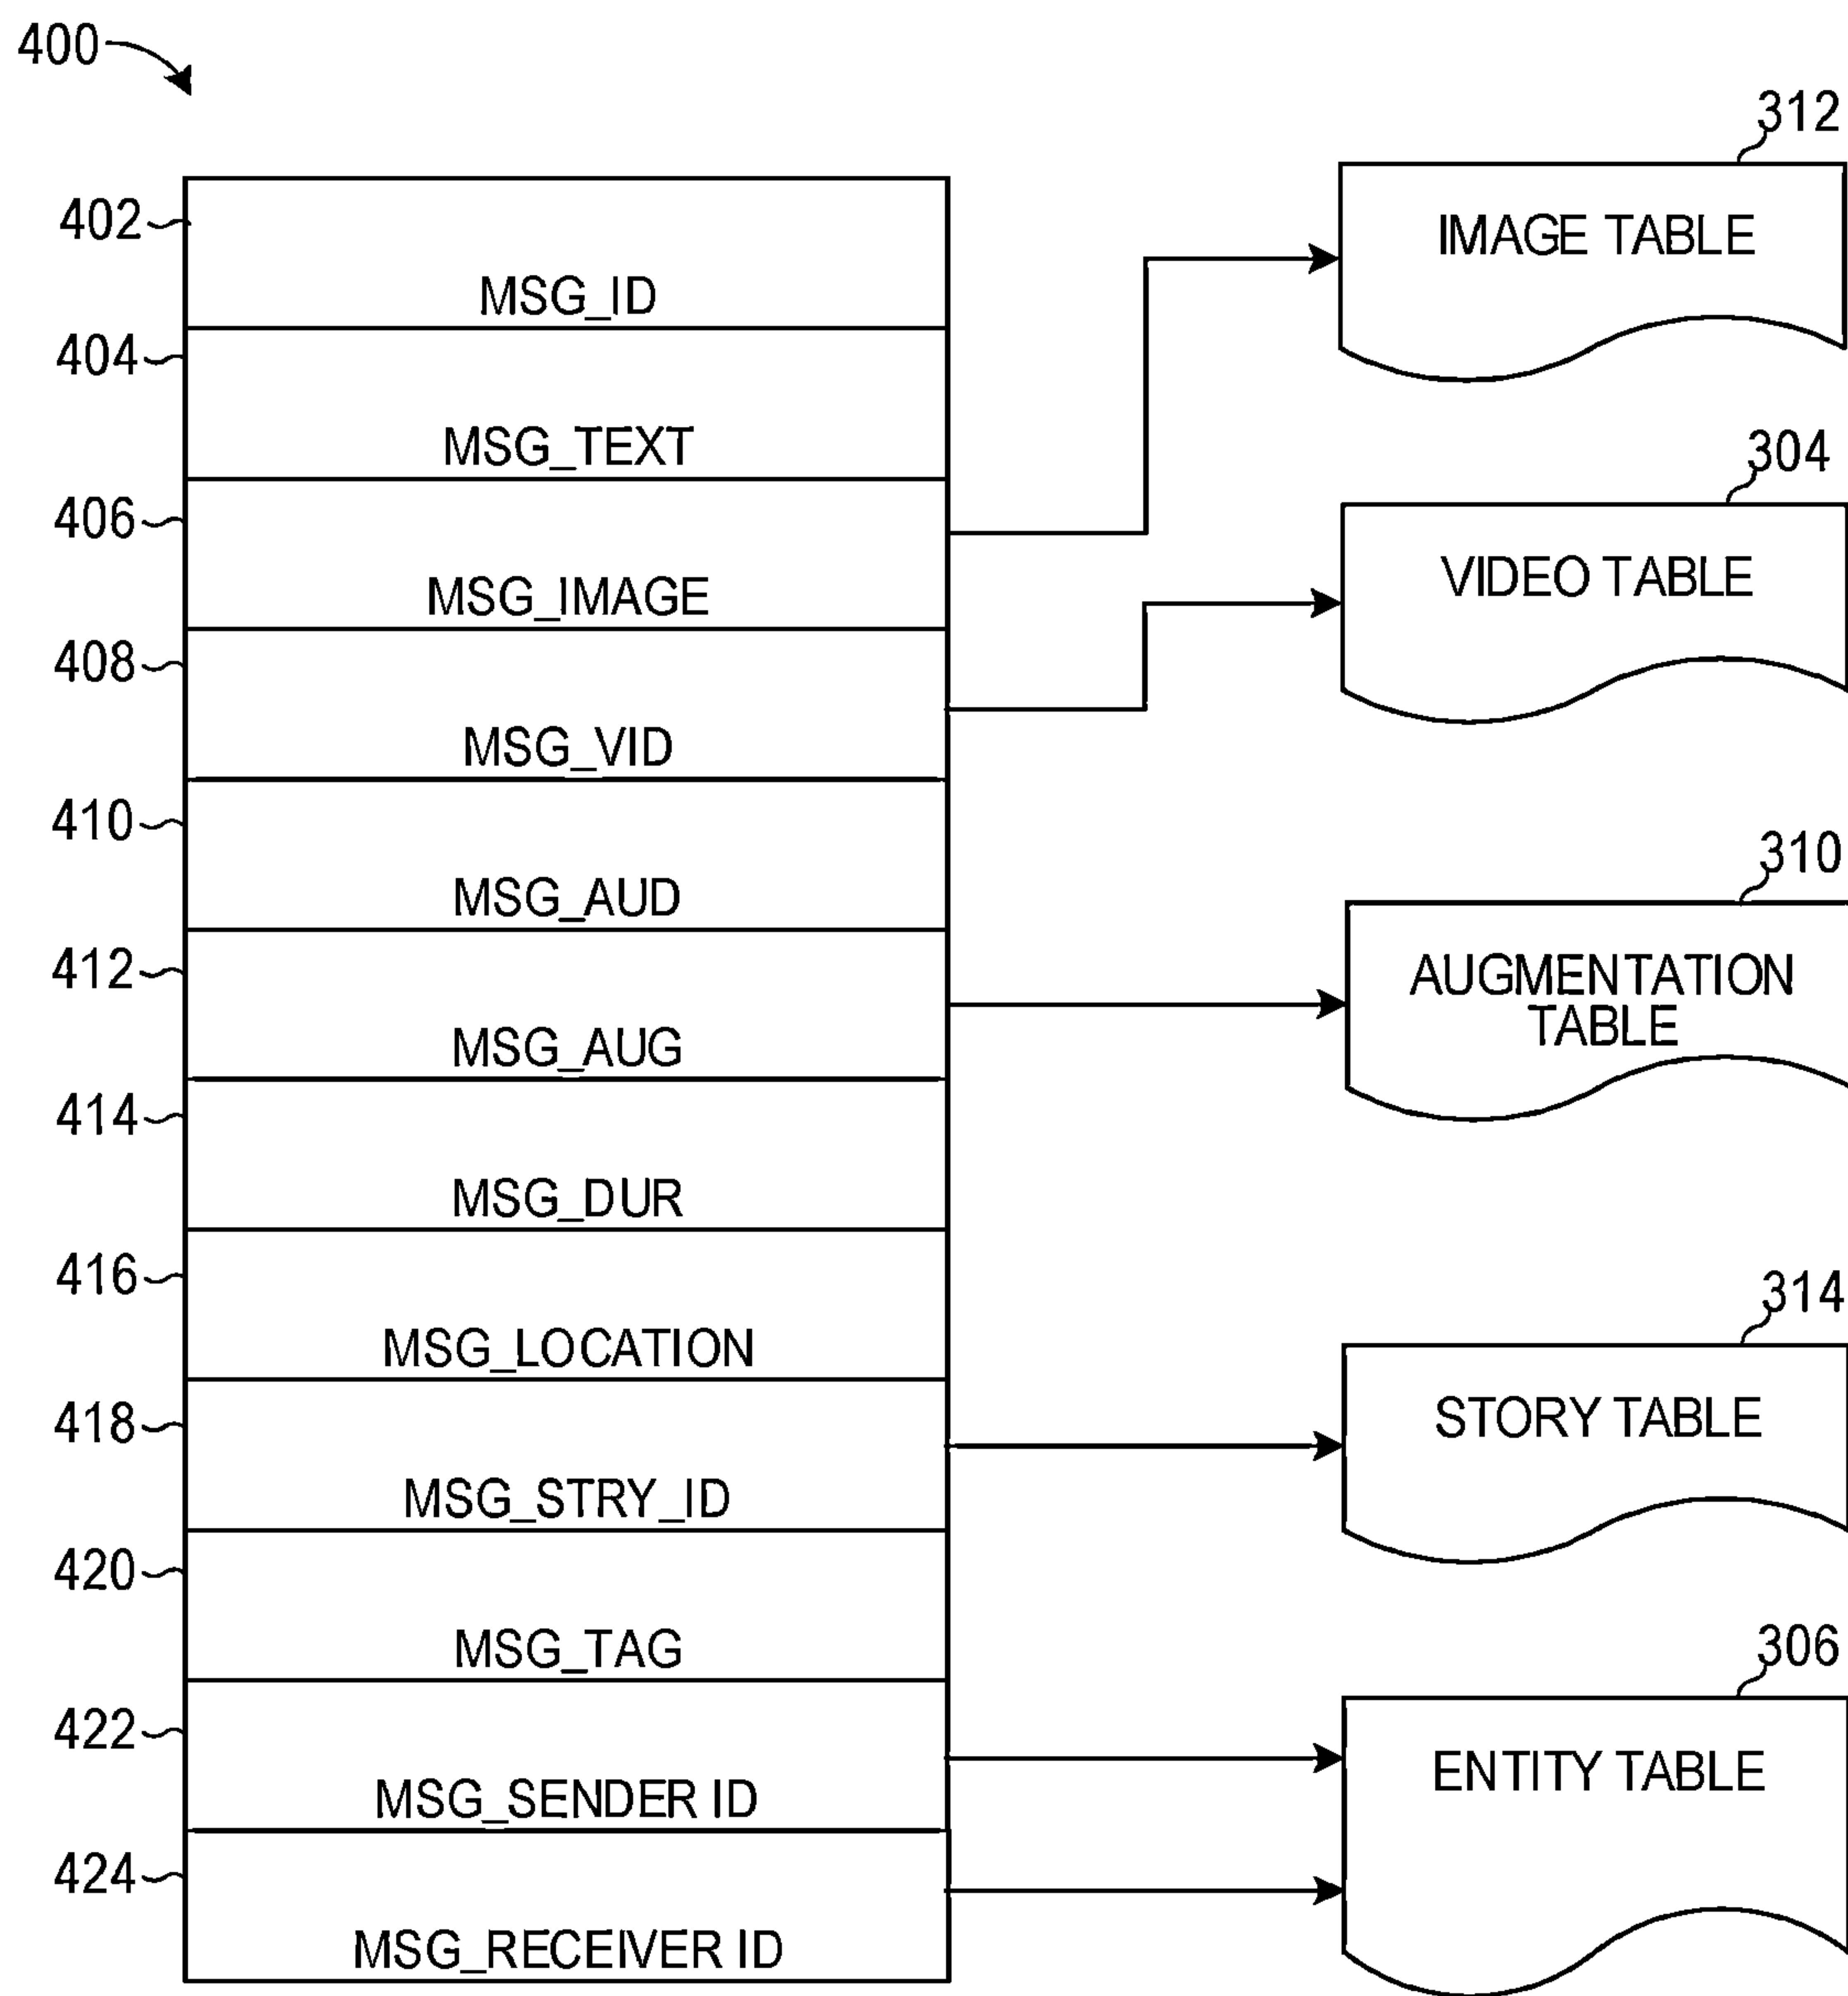 400
402
MSG_ID
404
MSG_TEXT
406
MSG_IMAGE
408
MSG_VID
410
MSG_AUD
412
MSG_AUG
414
MSG_DUR
416
MSG_LOCATION
418
MSG_STRY_ID
420
MSG_TAG
422
MSG_SENDER ID
424
MSG_RECEIVER ID
312
IMAGE TABLE
304
VIDEO TABLE
310
AUGMENTATION
TABLE
314
STORY TABLE
306
ENTITY TABLE